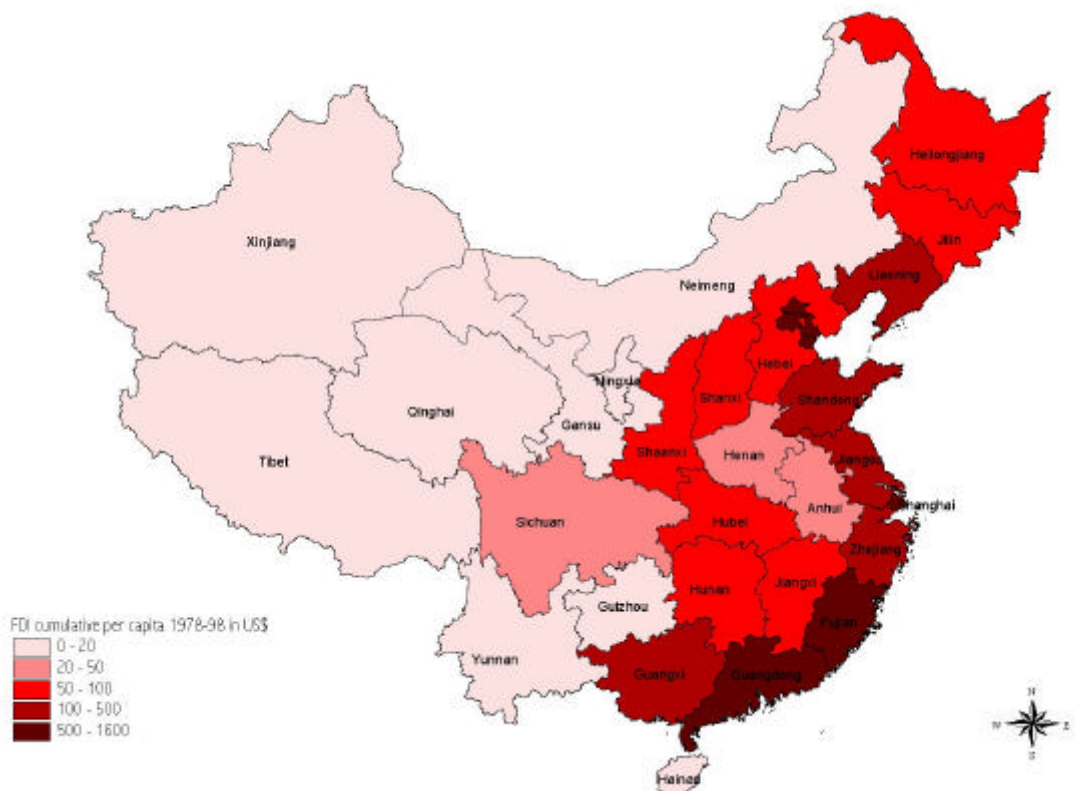 Heilongjiang
Jilin
Xinjiang
Liaoning
Neimeng
Hebei
Ningxia
Shanxi
Shandong
Qinghai
Gansu
Tibet
Shaanxi
Henan
Jiangsu
Anhui
Shanghai
Sichuan
Hubei
Zhejiang
Hunan
Jiangxi
Guizhou
Fujian
Yunnan
Guangxi
Guangdong
Hainan
FDI cumulative per capita 1978-98 in US$
0 - 20
20 - 50
50 - 100
100 - 500
500 - 1600
N
W
E
S